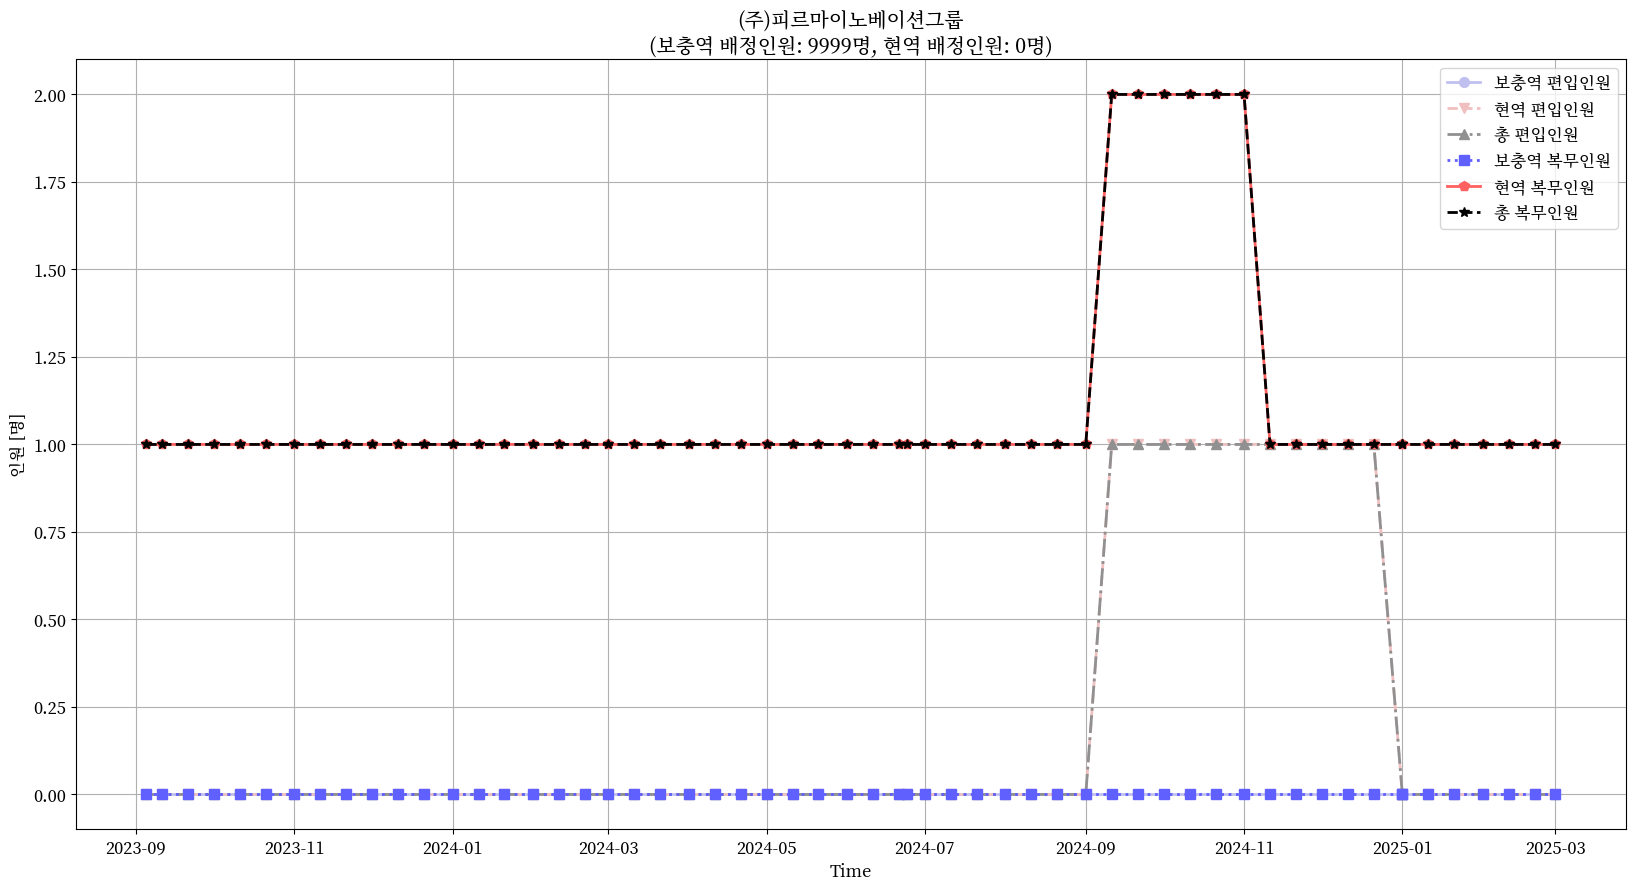 (주)피르마이노베이션그룹
(보충역 배정인원: 9999명, 현역 배정인원: 0명)
보충역 편입인원
현역 편입인원
총 편입인원
보충역 복무인원
현역 복무인원
총 복무인원
인원 [명]
2.00
1.75
1.50
1.25
1.00
0.75
0.50
0.25
0.00
2023-09 2023-11 2024-01 2024-03 2024-05 2024-07 2024-09 2024-11 2025-01 2025-03
Time